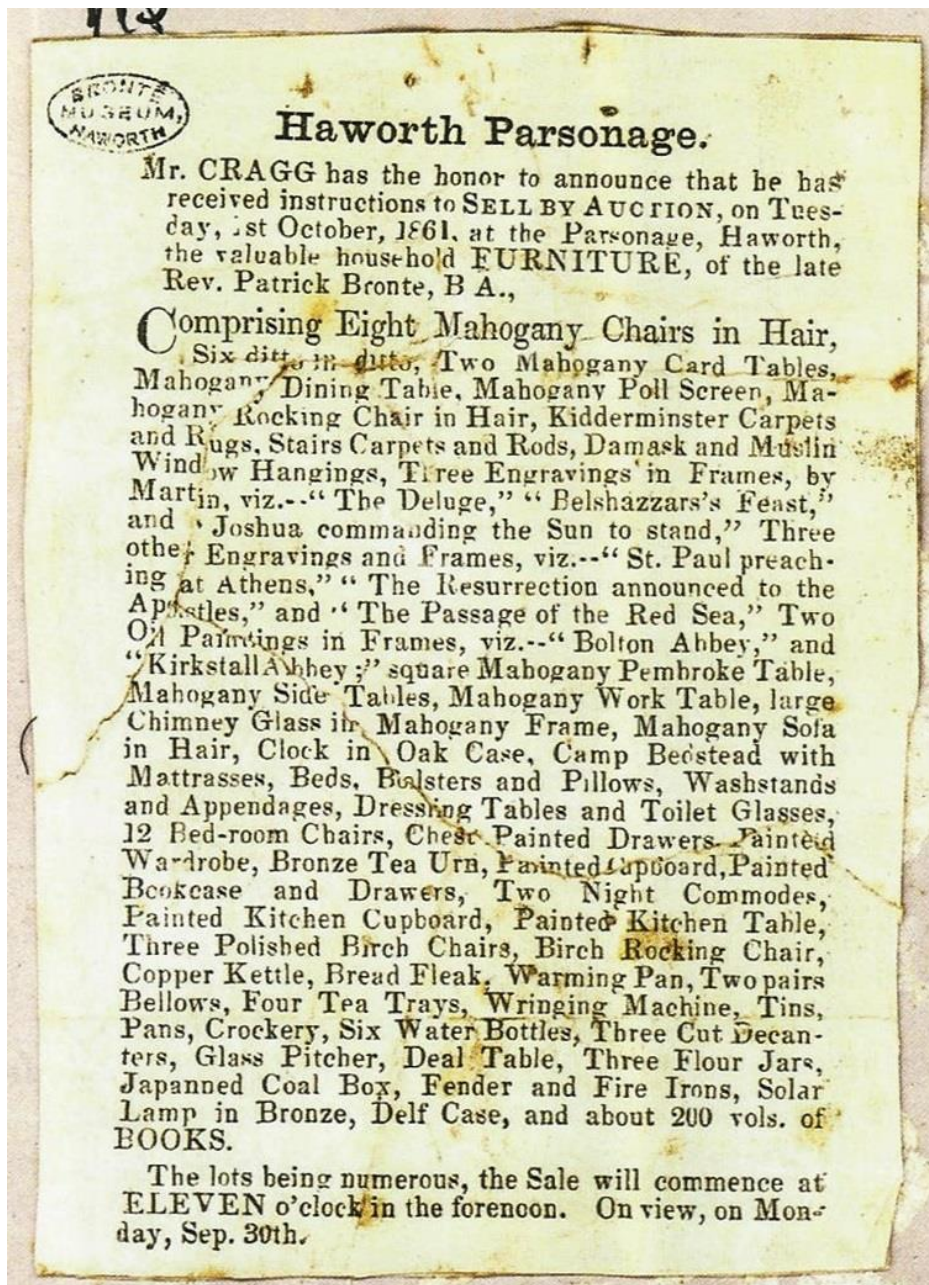 BRONTË
MUSEUM,
HAWORTH
Haworth Parsonage.
Mr. CRAGG has the honor to announce that he has
received instructions to SELL BY AUCTION, on Tues-
day, 1st October, 1861, at the Parsonage, Haworth,
the valuable household FURNITURE, of the late
Rev. Patrick Bronte, B A.,
Comprising Eight Mahogany Chairs in Hair,
Six ditto in ditto, Two Mahogany Card Tables,
Mahogany Dining Table, Mahogany Poll Screen, Ma-
hogany Rocking Chair in Hair, Kidderminster Carpets
and Rugs, Stairs Carpets and Rods, Damask and Muslin
Window Hangings, Three Engravings in Frames, by
Martin, viz.--“ The Deluge,” “ Belshazzars's Feast,”
and “ Joshua commanding the Sun to stand,” Three
other Engravings and Frames, viz.--“ St. Paul preach-
ing at Athens,” “ The Resurrection announced to the
Apostles,” and “ The Passage of the Red Sea,” Two
Oil Paintings in Frames, viz.--“ Bolton Abbey,” and
“Kirkstall Abbey ;” square Mahogany Pembroke Table,
Mahogany Side Tables, Mahogany Work Table, large
Chimney Glass in Mahogany Frame, Mahogany Sofa
in Hair, Clock in Oak Case, Camp Bedstead with
Mattrasses, Beds, Bolsters and Pillows, Washstands
and Appendages, Dressing Tables and Toilet Glasses,
12 Bed-room Chairs, Chest Painted Drawers Painted
Wardrobe, Bronze Tea Urn, Painted Cupboard, Painted
Bookcase and Drawers, Two Night Commodes,
Painted Kitchen Cupboard, Painted Kitchen Table,
Three Polished Birch Chairs, Birch Rocking Chair,
Copper Kettle, Bread Fleak, Warming Pan, Two pairs
Bellows, Four Tea Trays, Wringing Machine, Tins,
Pans, Crockery, Six Water Bottles, Three Cut Decan-
ters, Glass Pitcher, Deal Table, Three Flour Jars,
Japanned Coal Box, Fender and Fire Irons, Solar
Lamp in Bronze, Delf Case, and about 200 vols. of
BOOKS.
The lots being numerous, the Sale will commence at
ELEVEN o'clock in the forenoon. On view, on Mon-
day, Sep. 30th.